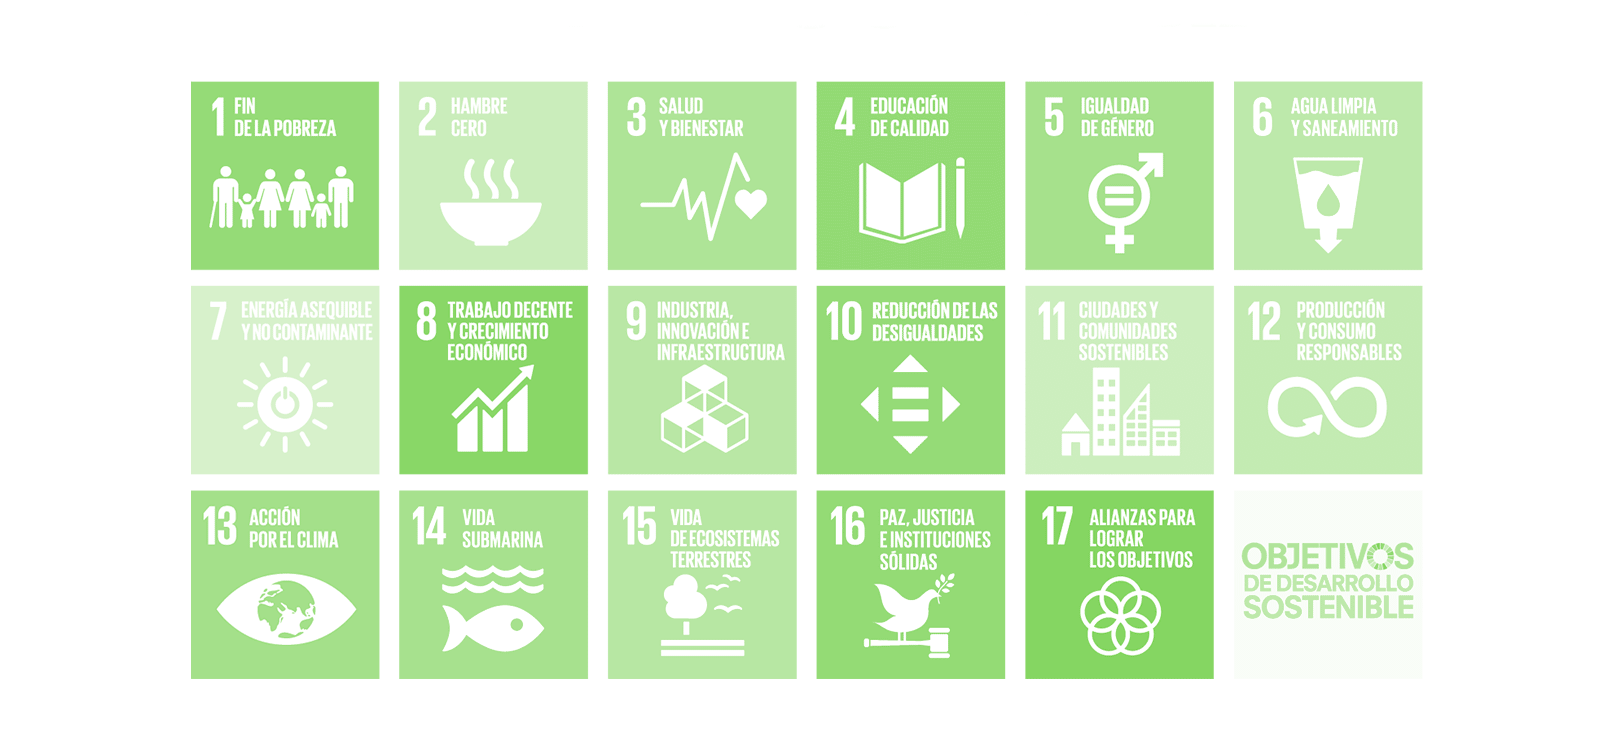 1 FIN
DE LA POBREZA
2 HAMBRE
CERO
3 SALUD
Y BIENESTAR
4 EDUCACIÓN
DE CALIDAD
5 IGUALDAD
DE GÉNERO
6 AGUA LIMPIA
Y SANEAMIENTO
7 ENERGÍA ASEQUIBLE
Y NO CONTAMINANTE
8 TRABAJO DECENTE
Y CRECIMIENTO
ECONÓMICO
9 INDUSTRIA,
INNOVACIÓN E
INFRAESTRUCTURA
10 REDUCCIÓN DE LAS
DESIGUALDADES
11 CIUDADES Y
COMUNIDADES
SOSTENIBLES
12 PRODUCCIÓN
Y CONSUMO
RESPONSABLES
13 ACCIÓN
POR EL CLIMA
14 VIDA
SUBMARINA
15 VIDA
DE ECOSISTEMAS
TERRESTRES
16 PAZ, JUSTICIA
E INSTITUCIONES
SÓLIDAS
17 ALIANZAS PARA
LOGRAR
LOS OBJETIVOS
OBJETIVOS
DE DESARROLLO
SOSTENIBLE